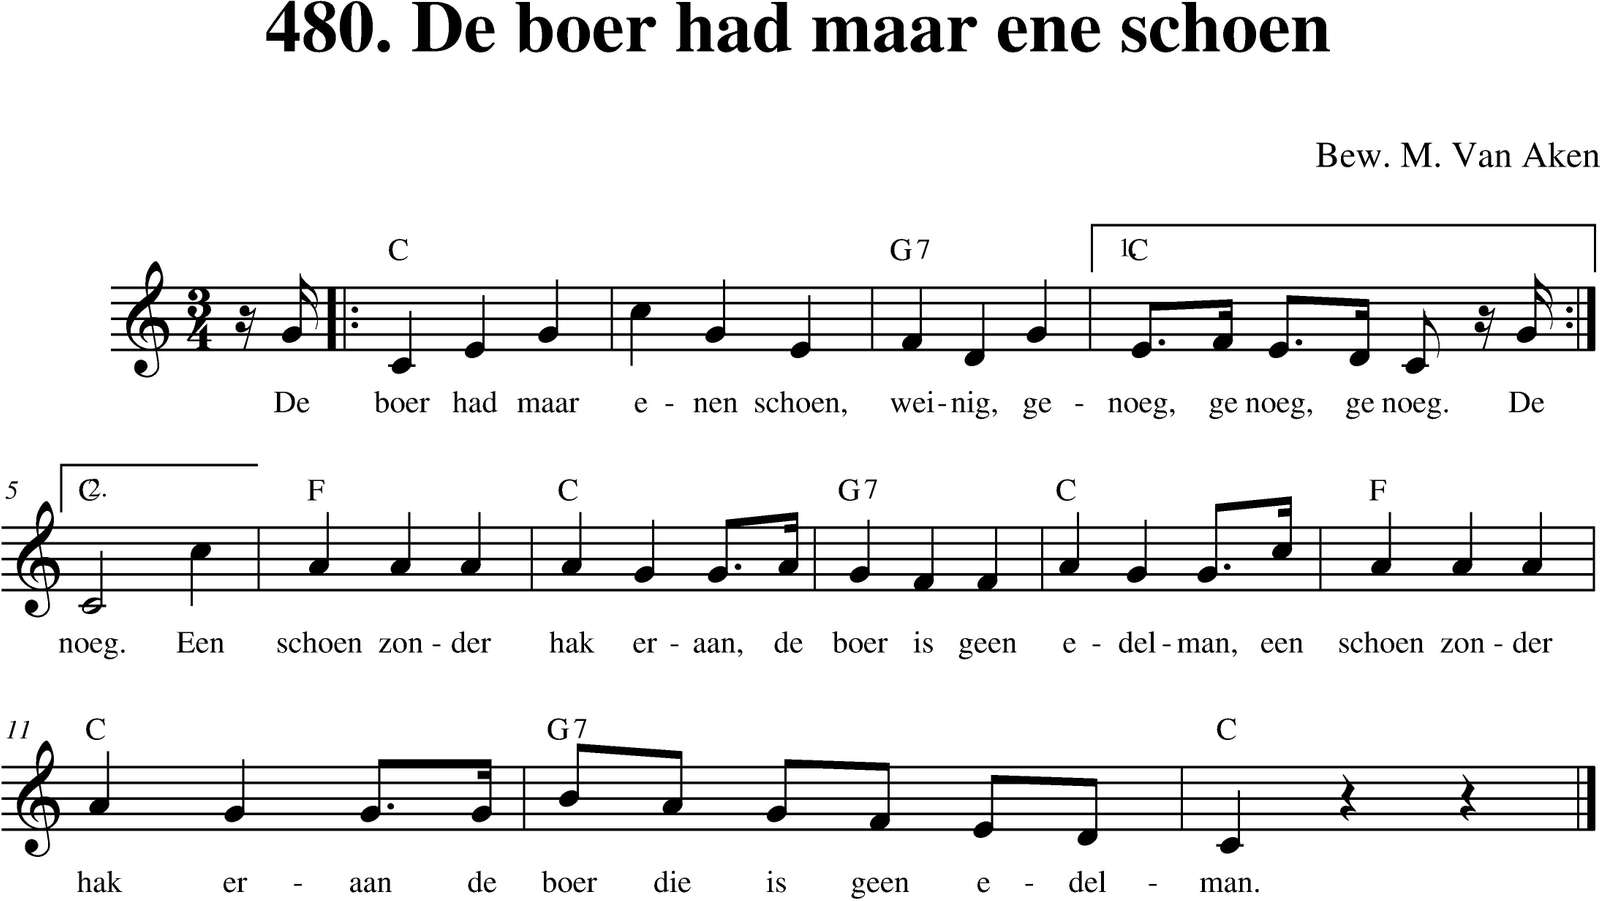 480. De boer had maar ene schoen
Bew. M. Van Aken
C G7 1. C
3
4
De boer had maar e - nen schoen, wei - nig, ge - noeg, ge noeg, ge noeg. De
5 C 2. F C G7 C F
noeg. Een schoen zon - der hak er - aan, de boer is geen e - del - man, een schoen zon - der
11 C G7 C
hak er - aan de boer die is geen e - del - man.